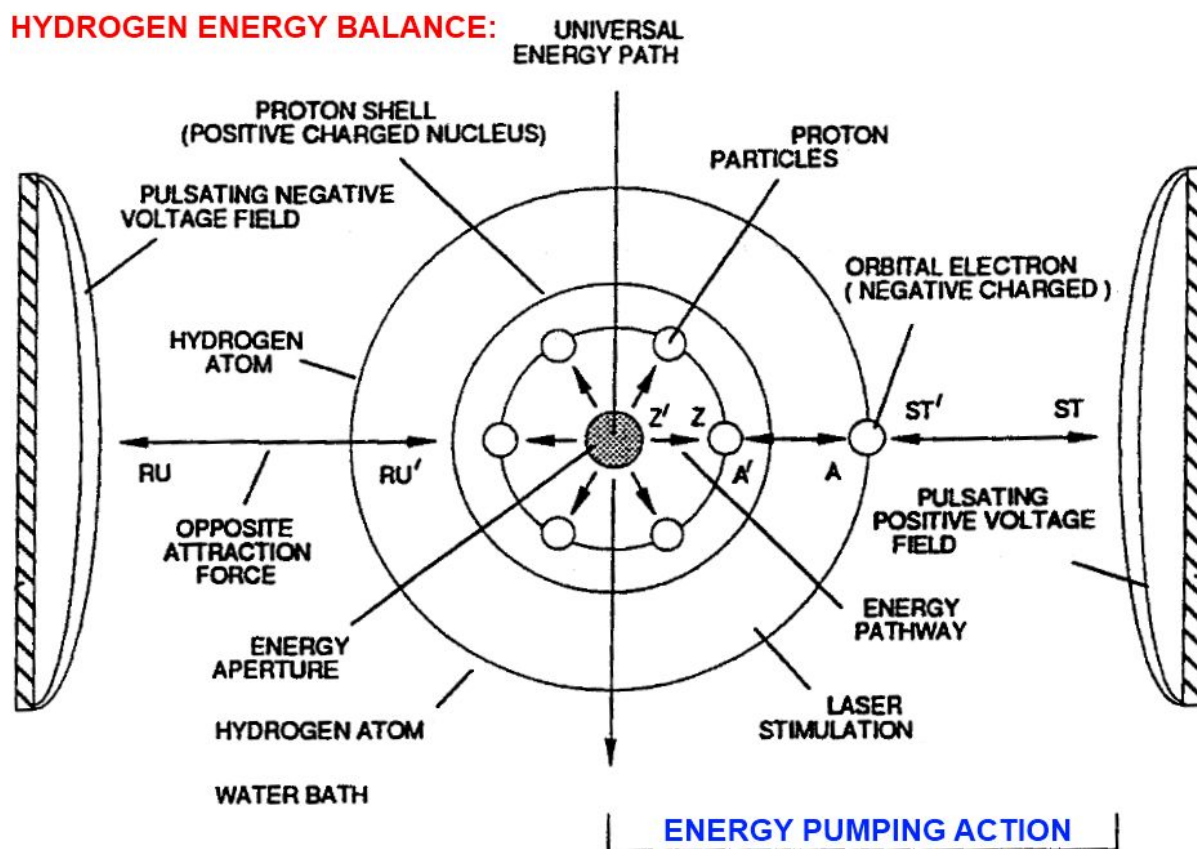 HYDROGEN ENERGY BALANCE:
UNIVERSAL
ENERGY PATH
PROTON SHELL
(POSITIVE CHARGED NUCLEUS)
PROTON
PARTICLES
PULSATING NEGATIVE
VOLTAGE FIELD
ORBITAL ELECTRON
( NEGATIVE CHARGED )
HYDROGEN
ATOM
Z' Z
ST' ST
RU RU' A' A
OPPOSITE
ATTRACTION
FORCE
PULSATING
POSITIVE VOLTAGE
FIELD
ENERGY
PATHWAY
ENERGY
APERTURE
LASER
STIMULATION
HYDROGEN ATOM
WATER BATH
ENERGY PUMPING ACTION